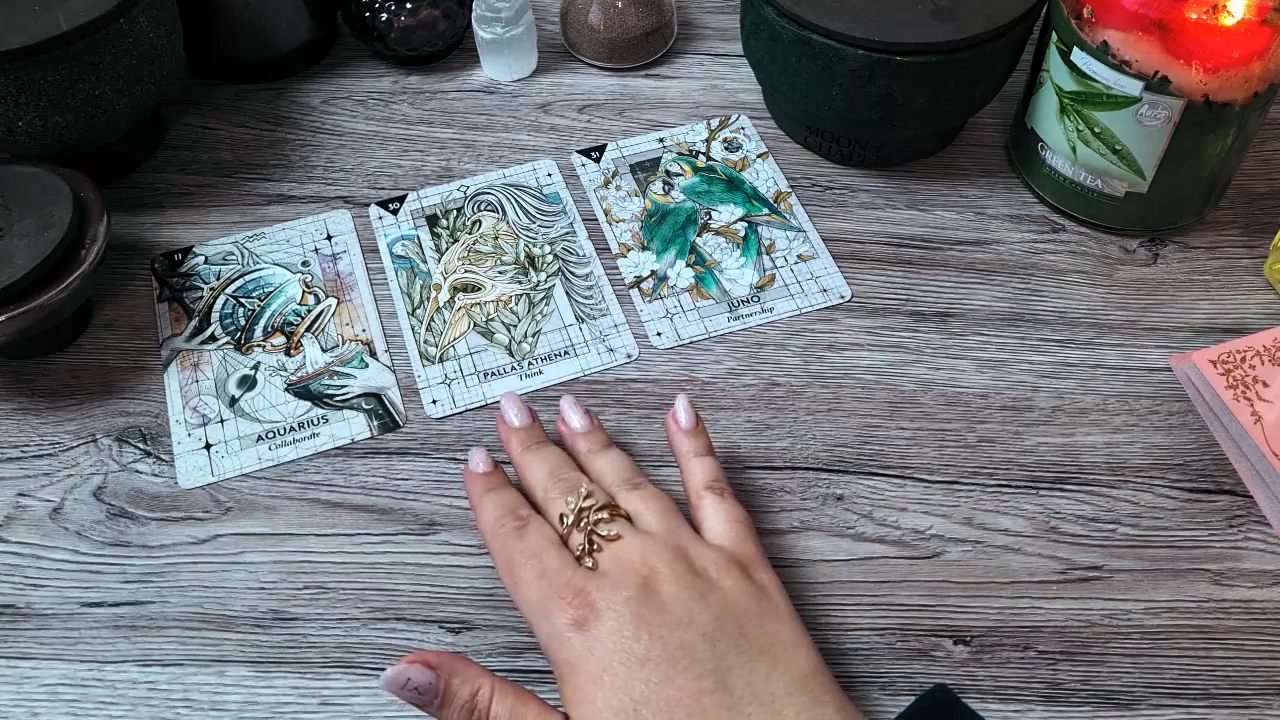 11
AQUARIUS
Collaborate
30
PALLAS ATHENA
Think
31
JUNO
Partnership
MOON
GREEN TEA